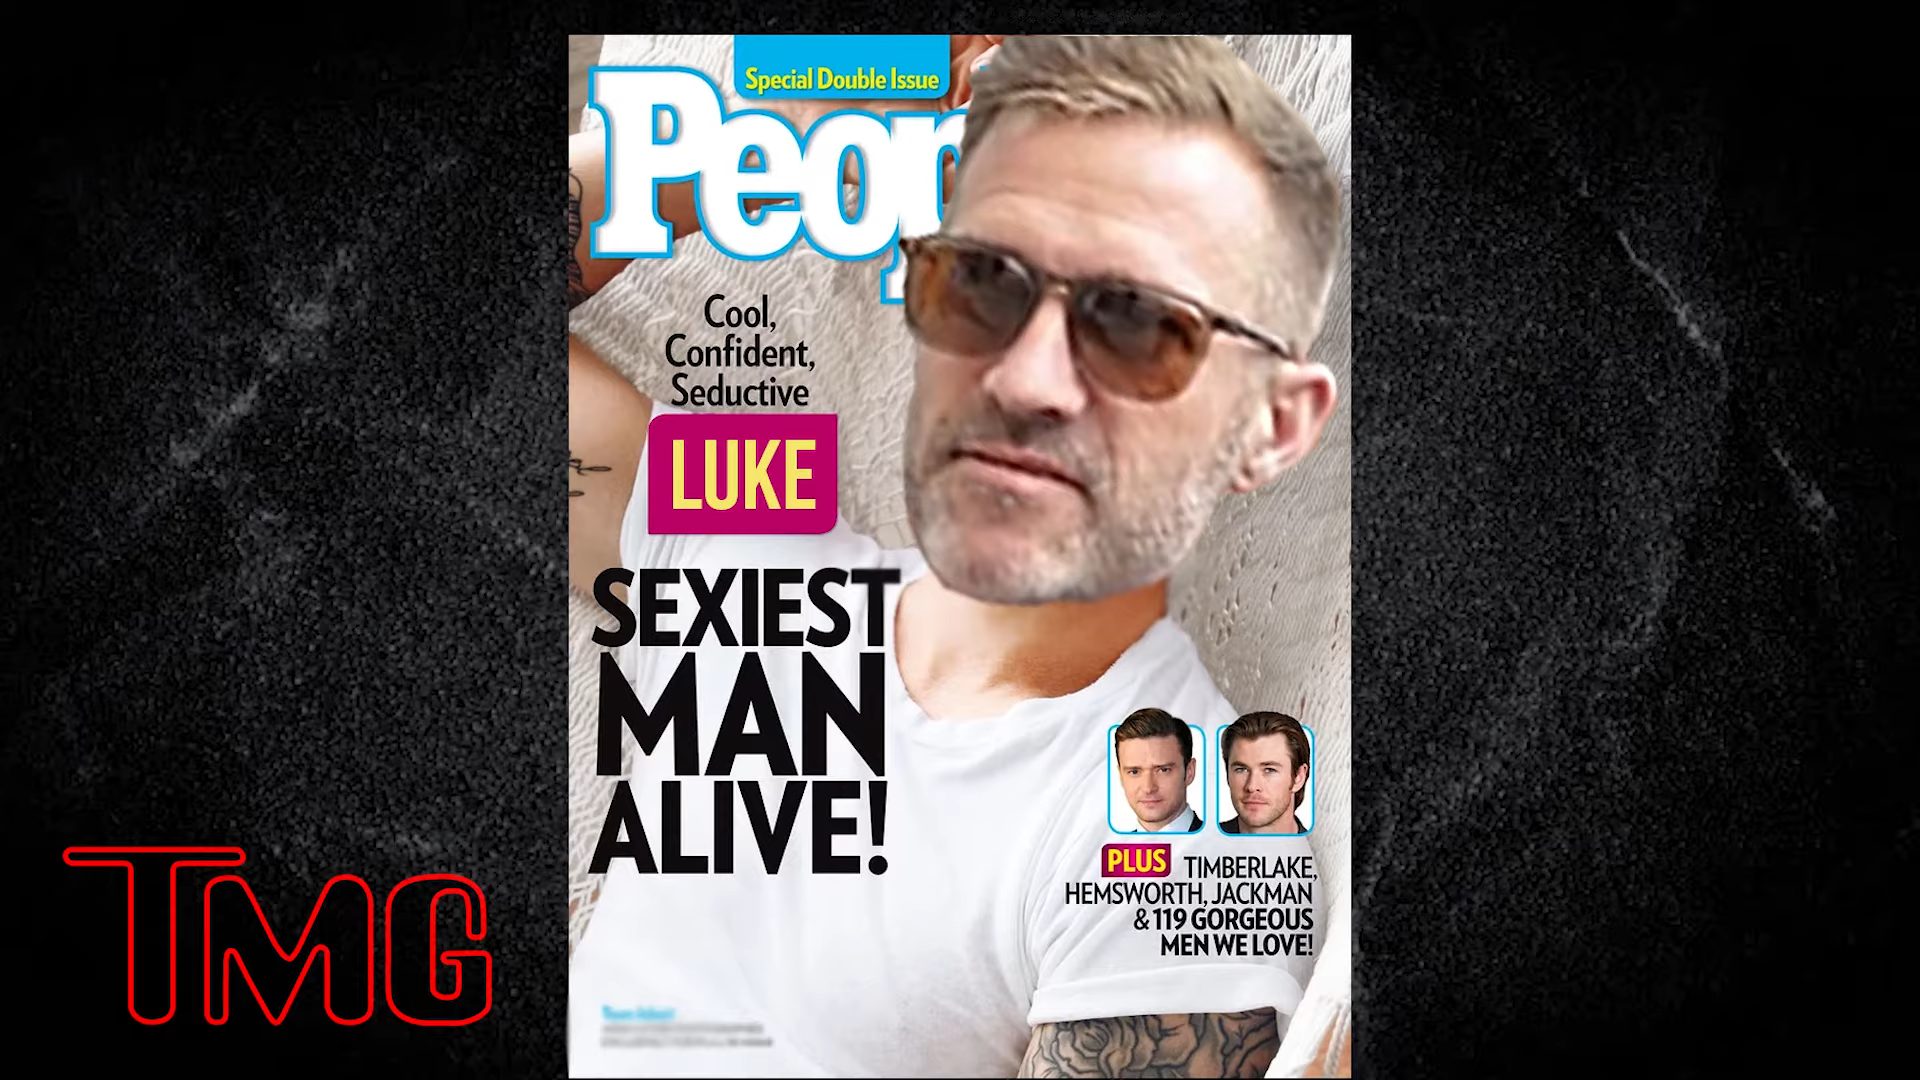 Special Double Issue
Peop
Cool,
Confident,
Seductive
LUKE
SEXIEST
MAN
ALIVE!
PLUS TIMBERLAKE,
HEMSWORTH, JACKMAN
& 119 GORGEOUS
MEN WE LOVE!
TMG